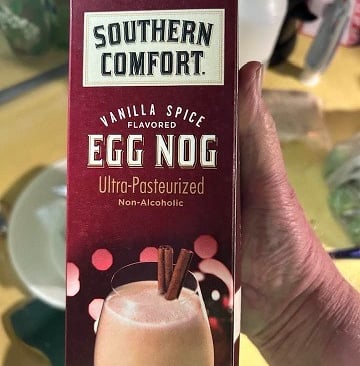 SOUTHERN
COMFORT.
VANILLA SPICE
FLAVORED
EGG NOG
Ultra-Pasteurized
Non-Alcoholic